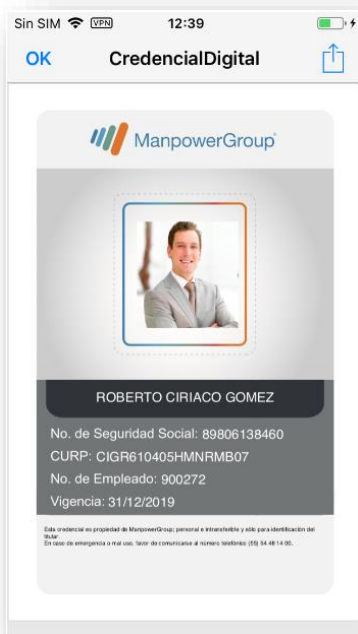 Sin SIM VPN 12:39
OK CredencialDigital
ManpowerGroup
ROBERTO CIRIACO GOMEZ
No. de Seguridad Social: 89806138460
CURP: CIGR610405HMNRMB07
No. de Empleado: 900272
Vigencia: 31/12/2019
Esta credencial es propiedad de ManpowerGroup; personal e intransferible y sólo para identificación del
titular.
En caso de emergencia o mal uso, favor de comunicarse al número telefónico (55) 54 48 14 00.